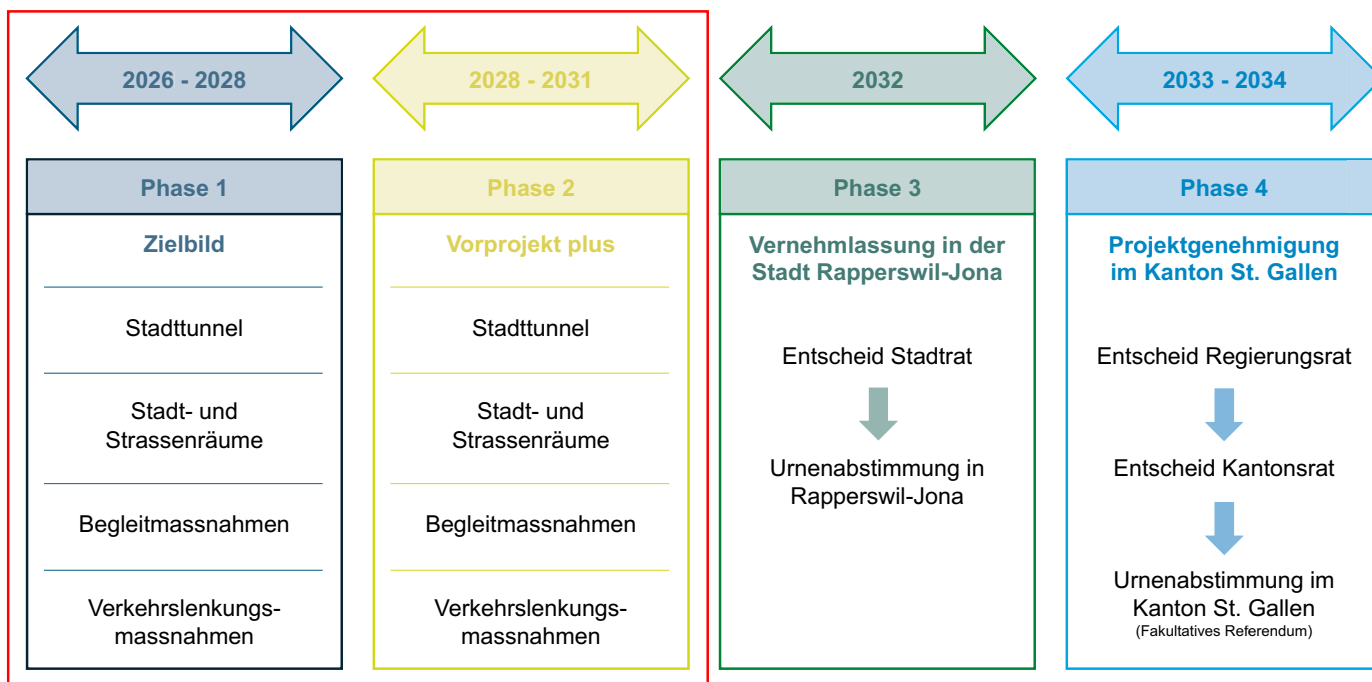 2026 - 2028
2028 - 2031
2032
2033 - 2034
Phase 1
Zielbild
Stadttunnel
Stadt- und
Strassenräume
Begleitmassnahmen
Verkehrslenkungs-
massnahmen
Phase 2
Vorprojekt plus
Stadttunnel
Stadt- und
Strassenräume
Begleitmassnahmen
Verkehrslenkungs-
massnahmen
Phase 3
Vernehmlassung in der
Stadt Rapperswil-Jona
Entscheid Stadtrat
Urnenabstimmung in
Rapperswil-Jona
Phase 4
Projektgenehmigung
im Kanton St. Gallen
Entscheid Regierungsrat
Entscheid Kantonsrat
Urnenabstimmung im
Kanton St. Gallen
(Fakultatives Referendum)